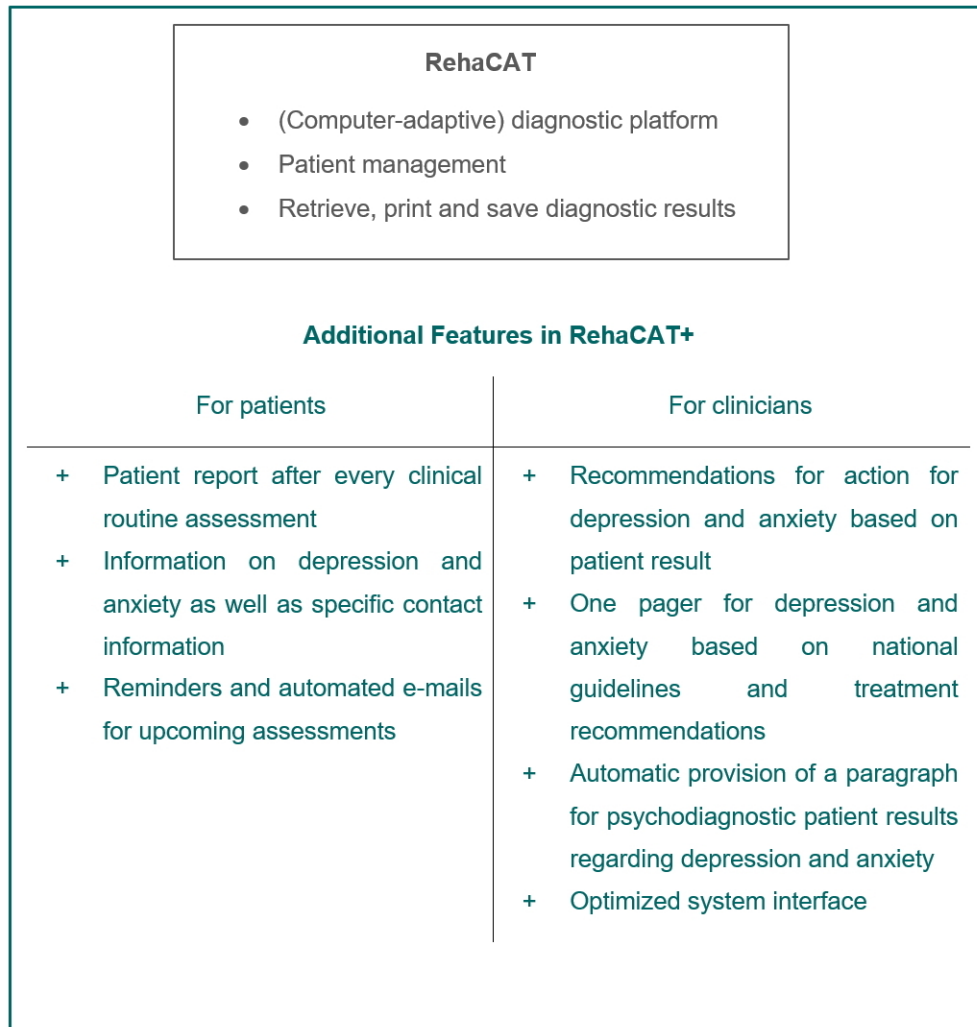 RehaCAT
• (Computer-adaptive) diagnostic platform
• Patient management
• Retrieve, print and save diagnostic results
Additional Features in RehaCAT+
For patients
+ Patient report after every clinical
routine assessment
+ Information on depression and
anxiety as well as specific contact
information
+ Reminders and automated e-mails
for upcoming assessments
For clinicians
+ Recommendations for action for
depression and anxiety based on
patient result
+ One pager for depression and
anxiety based on national
guidelines and treatment
recommendations
+ Automatic provision of a paragraph
for psychodiagnostic patient results
regarding depression and anxiety
+ Optimized system interface